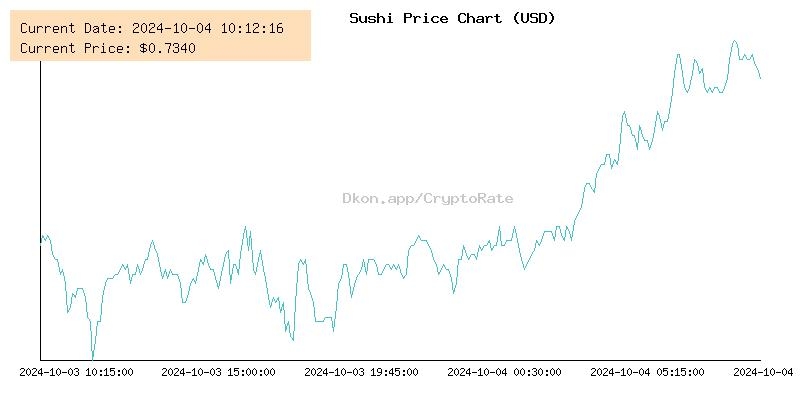 Sushi Price Chart (USD)
Current Date: 2024-10-04 10:12:16
Current Price: $0.7340
Dkon.app/CryptoRate
2024-10-03 10:15:00
2024-10-03 15:00:00
2024-10-03 19:45:00
2024-10-04 00:30:00
2024-10-04 05:15:00
2024-10-04